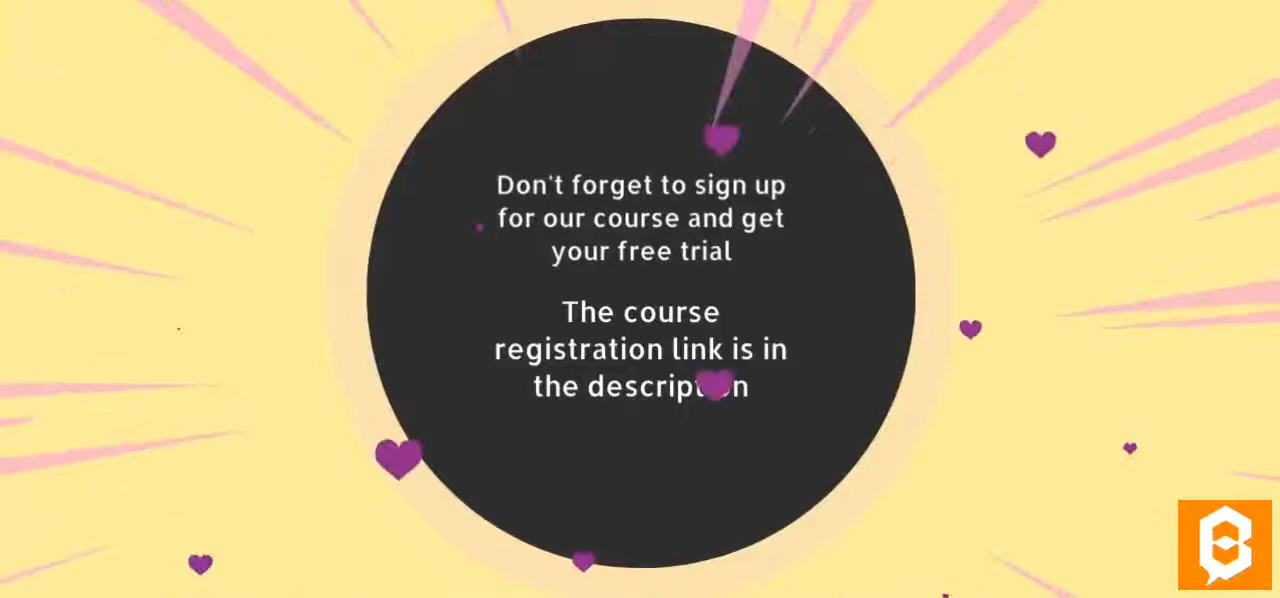 Don't forget to sign up
for our course and get
your free trial
The course
registration link is in
the description